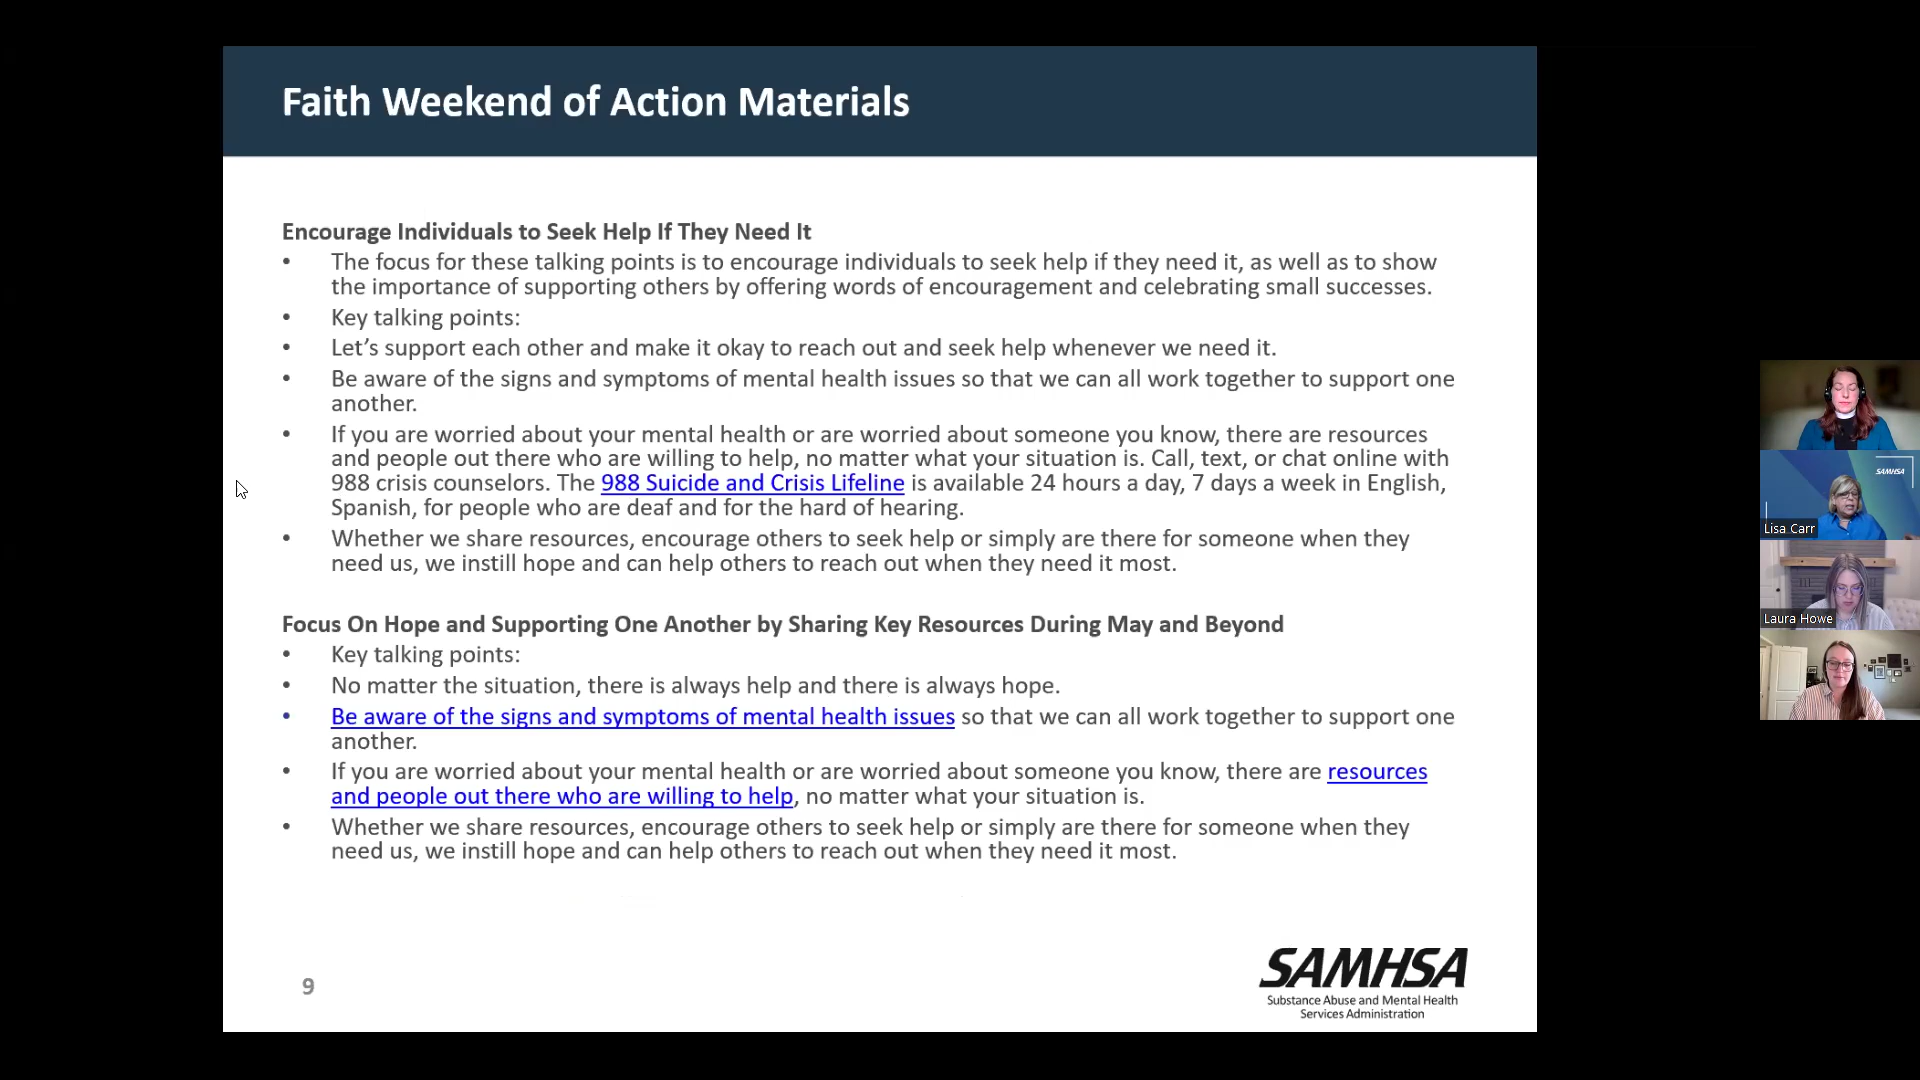 Faith Weekend of Action Materials
Encourage Individuals to Seek Help If They Need It
• The focus for these talking points is to encourage individuals to seek help if they need it, as well as to show
the importance of supporting others by offering words of encouragement and celebrating small successes.
• Key talking points:
• Let’s support each other and make it okay to reach out and seek help whenever we need it.
• Be aware of the signs and symptoms of mental health issues so that we can all work together to support one
another.
• If you are worried about your mental health or are worried about someone you know, there are resources
and people out there who are willing to help, no matter what your situation is. Call, text, or chat online with
988 crisis counselors. The 988 Suicide and Crisis Lifeline is available 24 hours a day, 7 days a week in English,
Spanish, for people who are deaf and for the hard of hearing.
• Whether we share resources, encourage others to seek help or simply are there for someone when they
need us, we instill hope and can help others to reach out when they need it most.
Focus On Hope and Supporting One Another by Sharing Key Resources During May and Beyond
• Key talking points:
• No matter the situation, there is always help and there is always hope.
• Be aware of the signs and symptoms of mental health issues so that we can all work together to support one
another.
• If you are worried about your mental health or are worried about someone you know, there are resources
and people out there who are willing to help, no matter what your situation is.
• Whether we share resources, encourage others to seek help or simply are there for someone when they
need us, we instill hope and can help others to reach out when they need it most.
9
SAMHSA
Substance Abuse and Mental Health
Services Administration
SAMHSA
Lisa Carr
Laura Howe